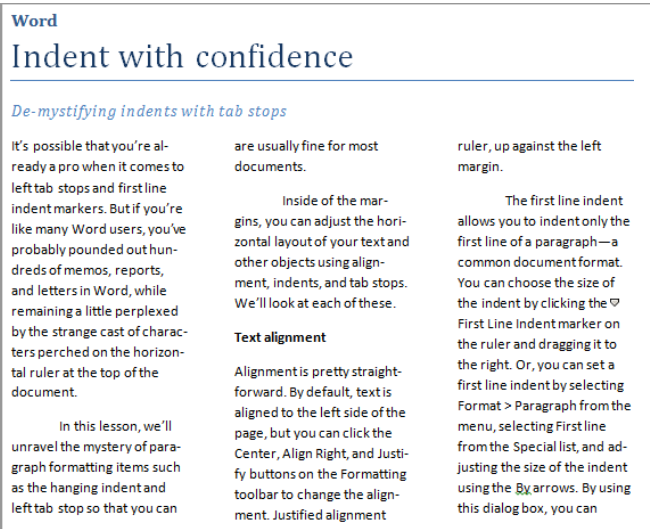 Word
Indent with confidence
De-mystifying indents with tab stops
It's possible that you're al-
ready a pro when it comes to
left tab stops and first line
indent markers. But if you're
like many Word users, you've
probably pounded out hun-
dreds of memos, reports,
and letters in Word, while
remaining a little perplexed
by the strange cast of charac-
ters perched on the horizon-
tal ruler at the top of the
document.
In this lesson, we'll
unravel the mystery of para-
graph formatting items such
as the hanging indent and
left tab stop so that you can
are usually fine for most
documents.
Inside of the mar-
gins, you can adjust the hori-
zontal layout of your text and
other objects using align-
ment, indents, and tab stops.
We'll look at each of these.
Text alignment
Alignment is pretty straight-
forward. By default, text is
aligned to the left side of the
page, but you can click the
Center, Align Right, and Justi-
fy buttons on the Formatting
toolbar to change the align-
ment. Justified alignment
ruler, up against the left
margin.
The first line indent
allows you to indent only the
first line of a paragraph—a
common document format.
You can choose the size of
the indent by clicking the
First Line Indent marker on
the ruler and dragging it to
the right. Or, you can set a
first line indent by selecting
Format > Paragraph from the
menu, selecting First line
from the Special list, and ad-
justing the size of the indent
using the By arrows. By using
this dialog box, you can